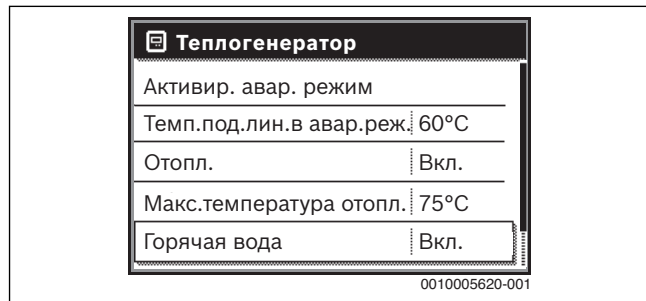 Теплогенератор
Активир. авар. режим
Темп.под.лин.в авар.реж. 60°C
Отопл. Вкл.
Макс.температура отопл. 75°C
Горячая вода Вкл.
0010005620-001